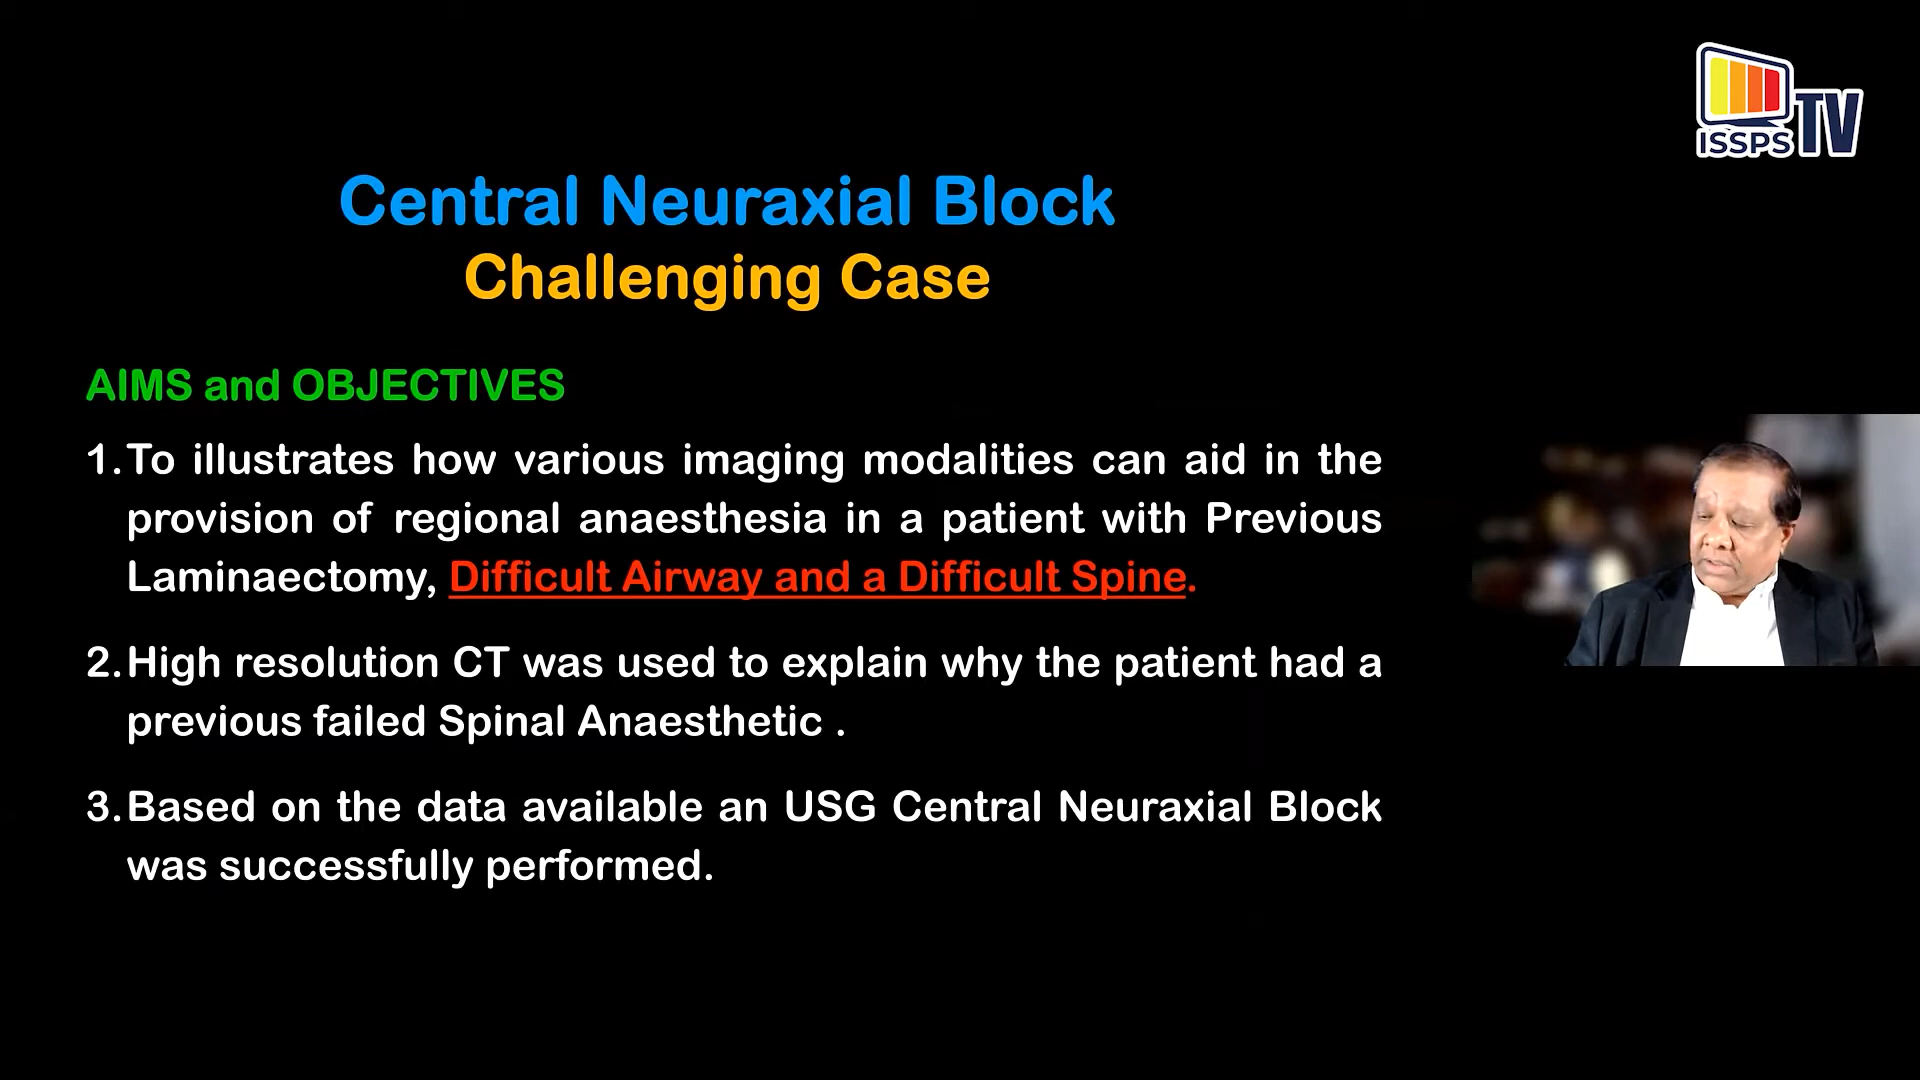 ISSPS TV
Central Neuraxial Block
Challenging Case
AIMS and OBJECTIVES
1. To illustrates how various imaging modalities can aid in the
provision of regional anaesthesia in a patient with Previous
Laminaectomy, Difficult Airway and a Difficult Spine.
2. High resolution CT was used to explain why the patient had a
previous failed Spinal Anaesthetic .
3. Based on the data available an USG Central Neuraxial Block
was successfully performed.